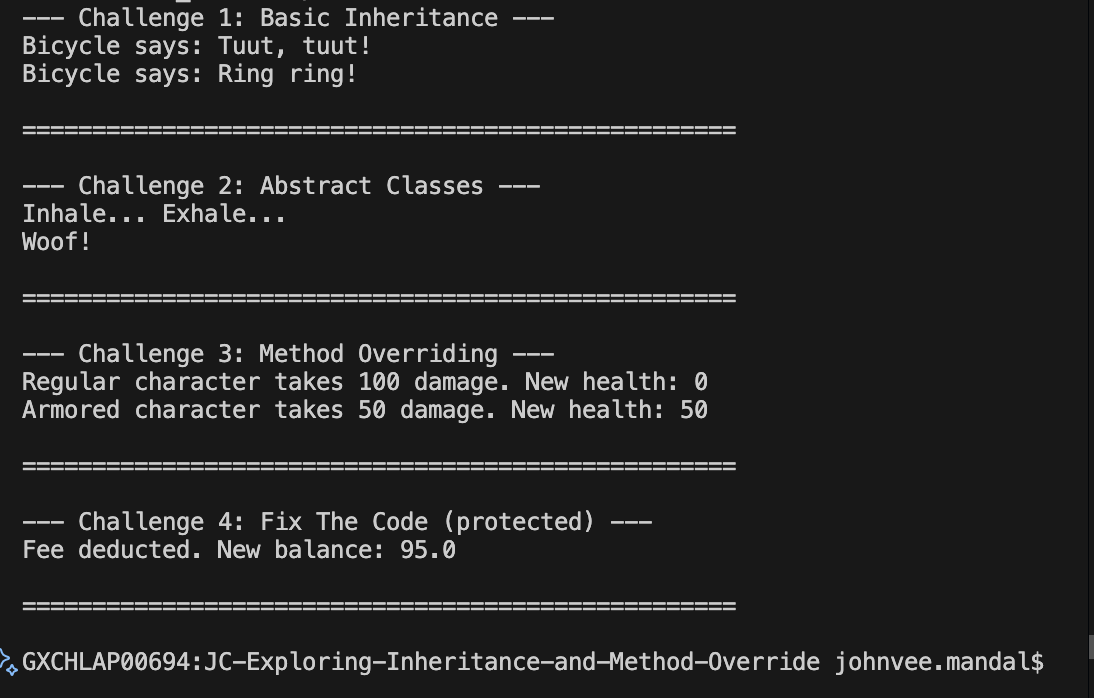 --- Challenge 1: Basic Inheritance ---
Bicycle says: Tuut, tuut!
Bicycle says: Ring ring!
===================================================
--- Challenge 2: Abstract Classes ---
Inhale... Exhale...
Woof!
===================================================
--- Challenge 3: Method Overriding ---
Regular character takes 100 damage. New health: 0
Armored character takes 50 damage. New health: 50
===================================================
--- Challenge 4: Fix The Code (protected) ---
Fee deducted. New balance: 95.0
===================================================
GXCHLAP00694:JC-Exploring-Inheritance-and-Method-Override johnvee.mandal$